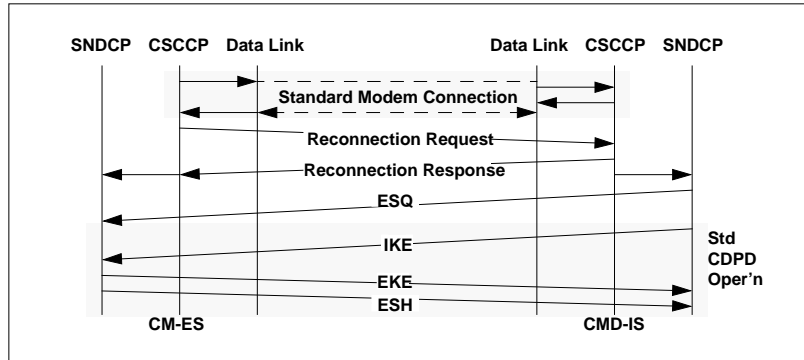 SNDCP CSCCP Data Link Data Link CSCCP SNDCP
Standard Modem Connection
Reconnection Request
Reconnection Response
ESQ
IKE
Std
CDPD
Oper'n
EKE
ESH
CM-ES CMD-IS